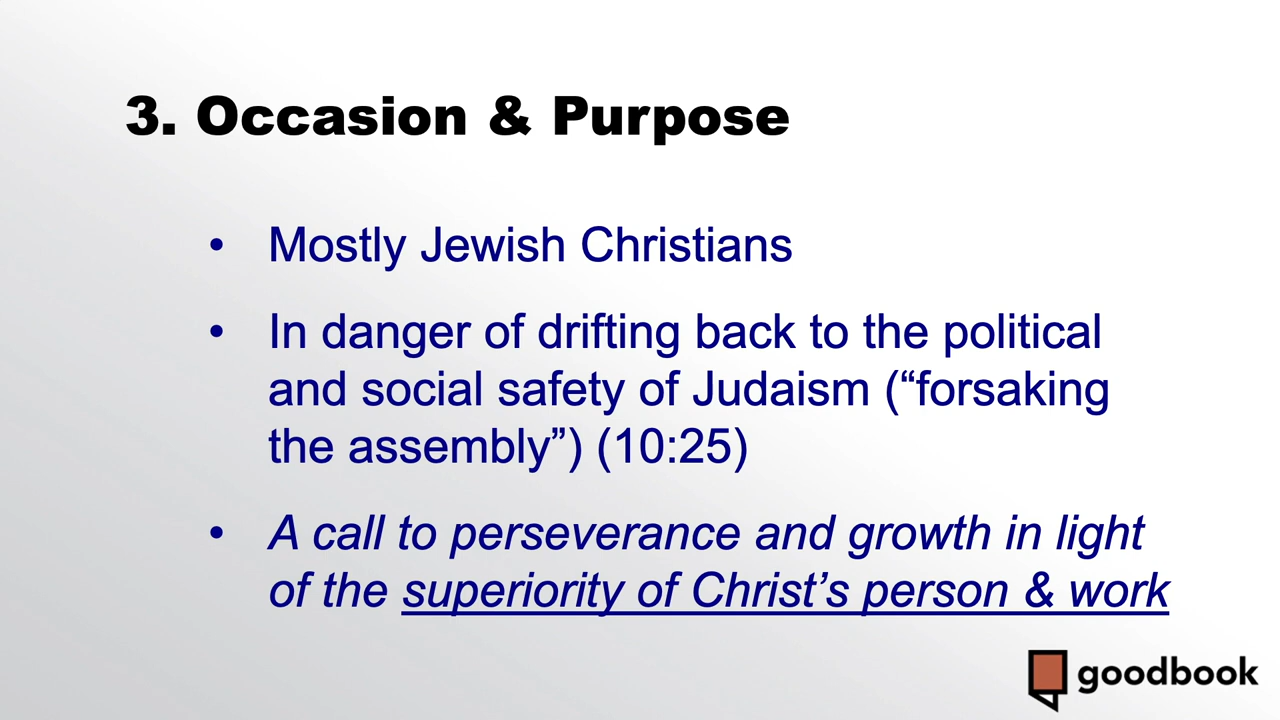 3. Occasion & Purpose
• Mostly Jewish Christians
• In danger of drifting back to the political
and social safety of Judaism (“forsaking
the assembly”) (10:25)
• A call to perseverance and growth in light
of the superiority of Christ’s person & work
goodbook